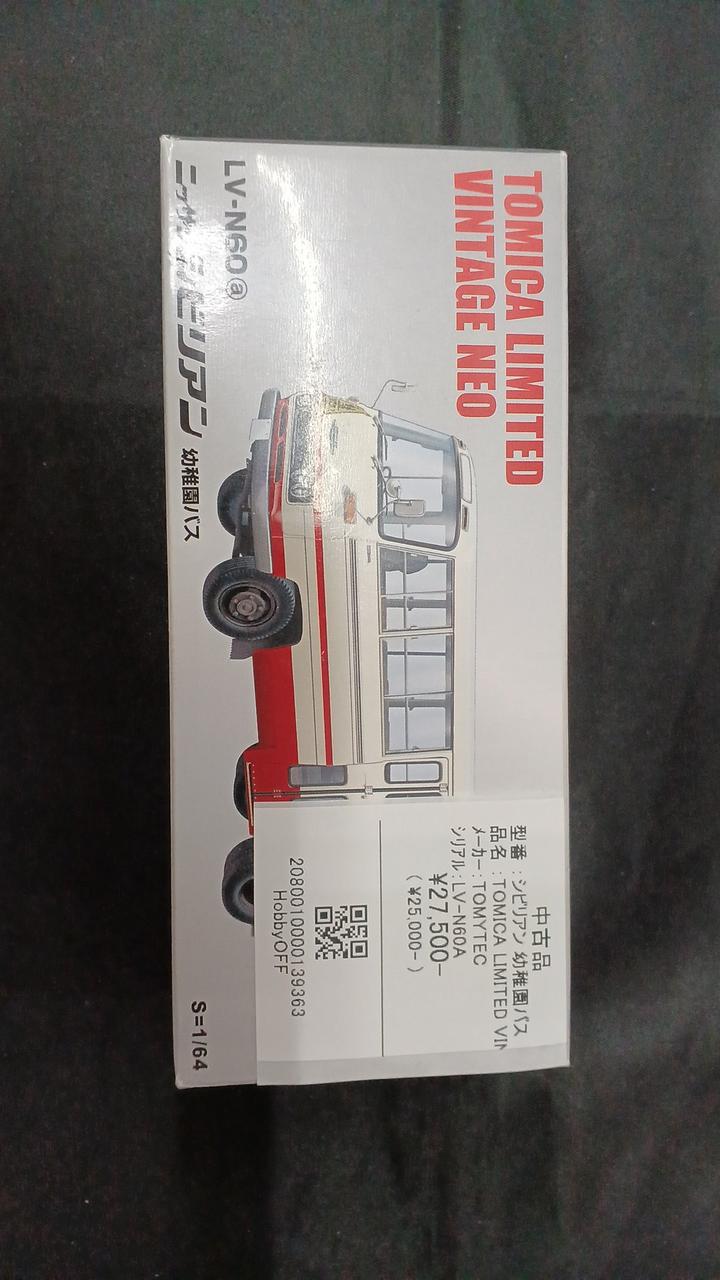 TOMICA LIMITED
VINTAGE NEO
LV-N60 ⓐ
ニッサンシビリアン 幼稚園バス
S=1/64
中古品
型番 : シビリアン 幼稚園バス
品名 : TOMICA LIMITED VIN
メーカー : TOMYTEC
シリアル : LV-N60A
¥27,500-
( ¥25,000- )
2080010000139363
HobbyOFF